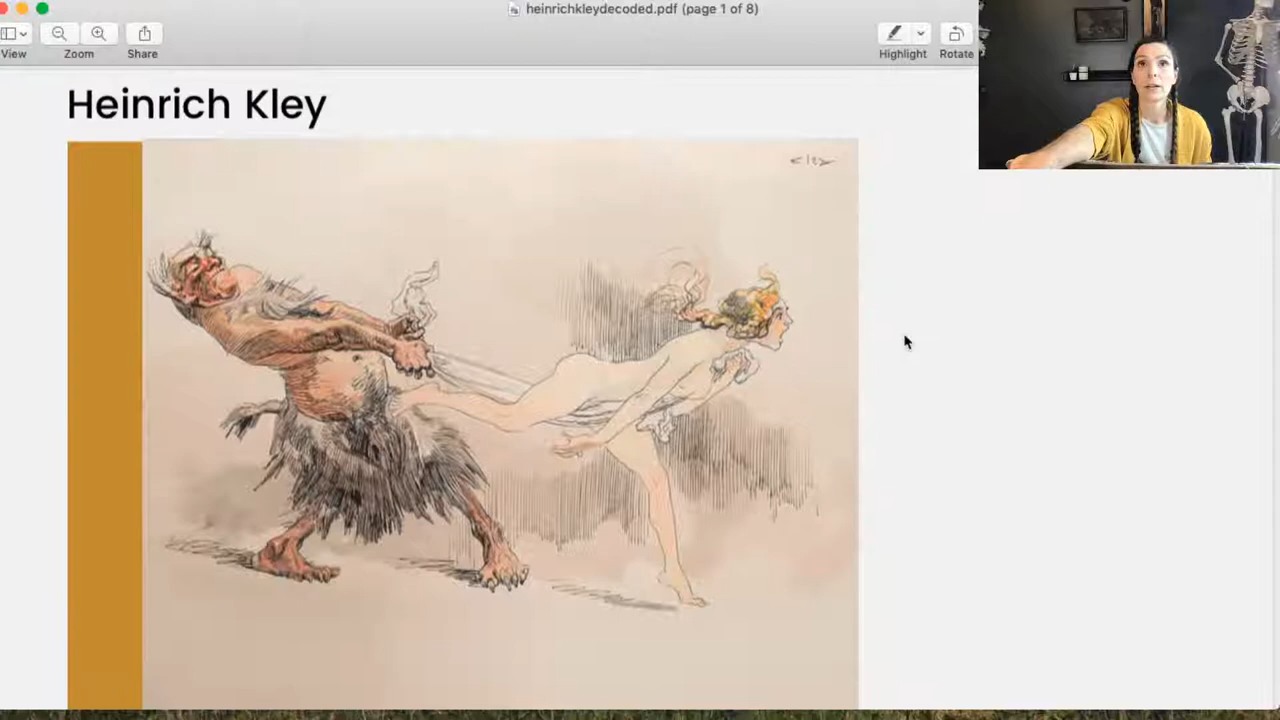 heinrichkleydecoded.pdf (page 1 of 8)
View
Zoom
Share
Highlight
Rotate
Heinrich Kley